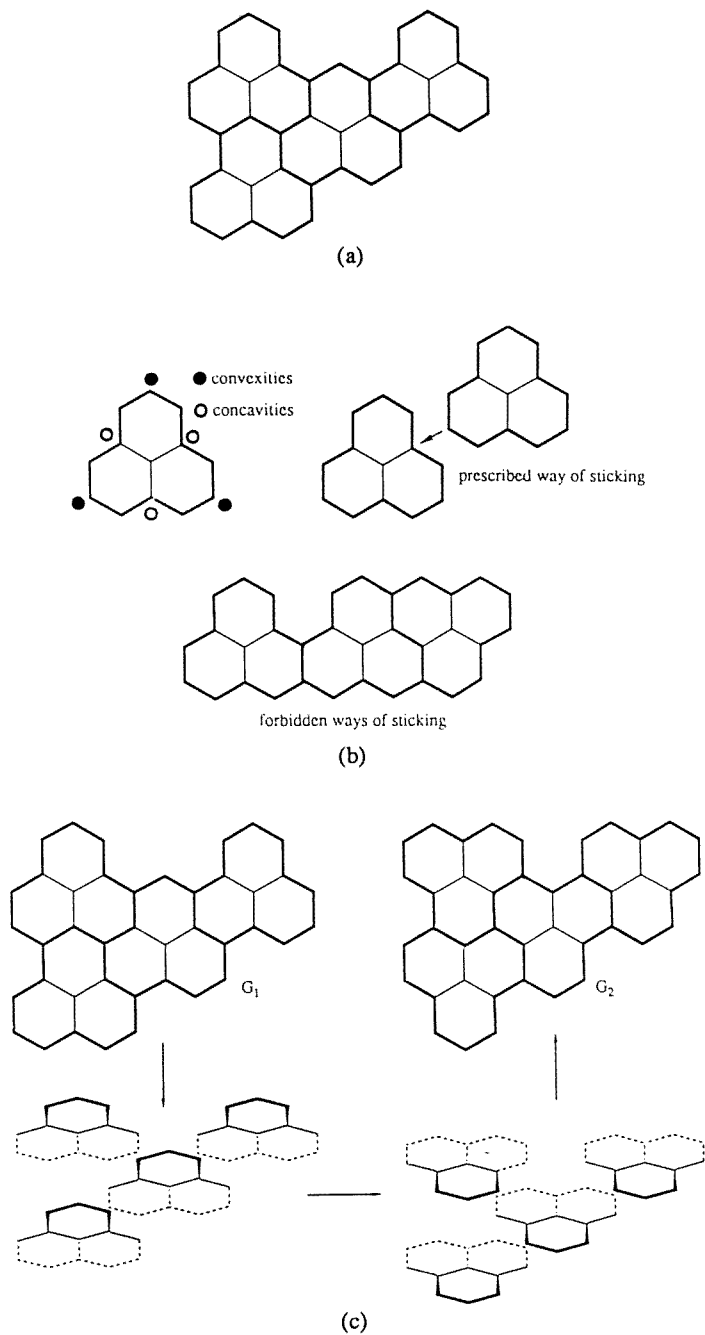 (a)
convexities
concavities
prescribed way of sticking
forbidden ways of sticking
(b)
G₁
G₂
(c)